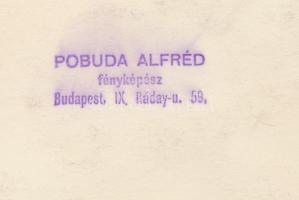 POBUDA ALFRÉD
fényképész
Budapest, IX, Ráday-u. 59.